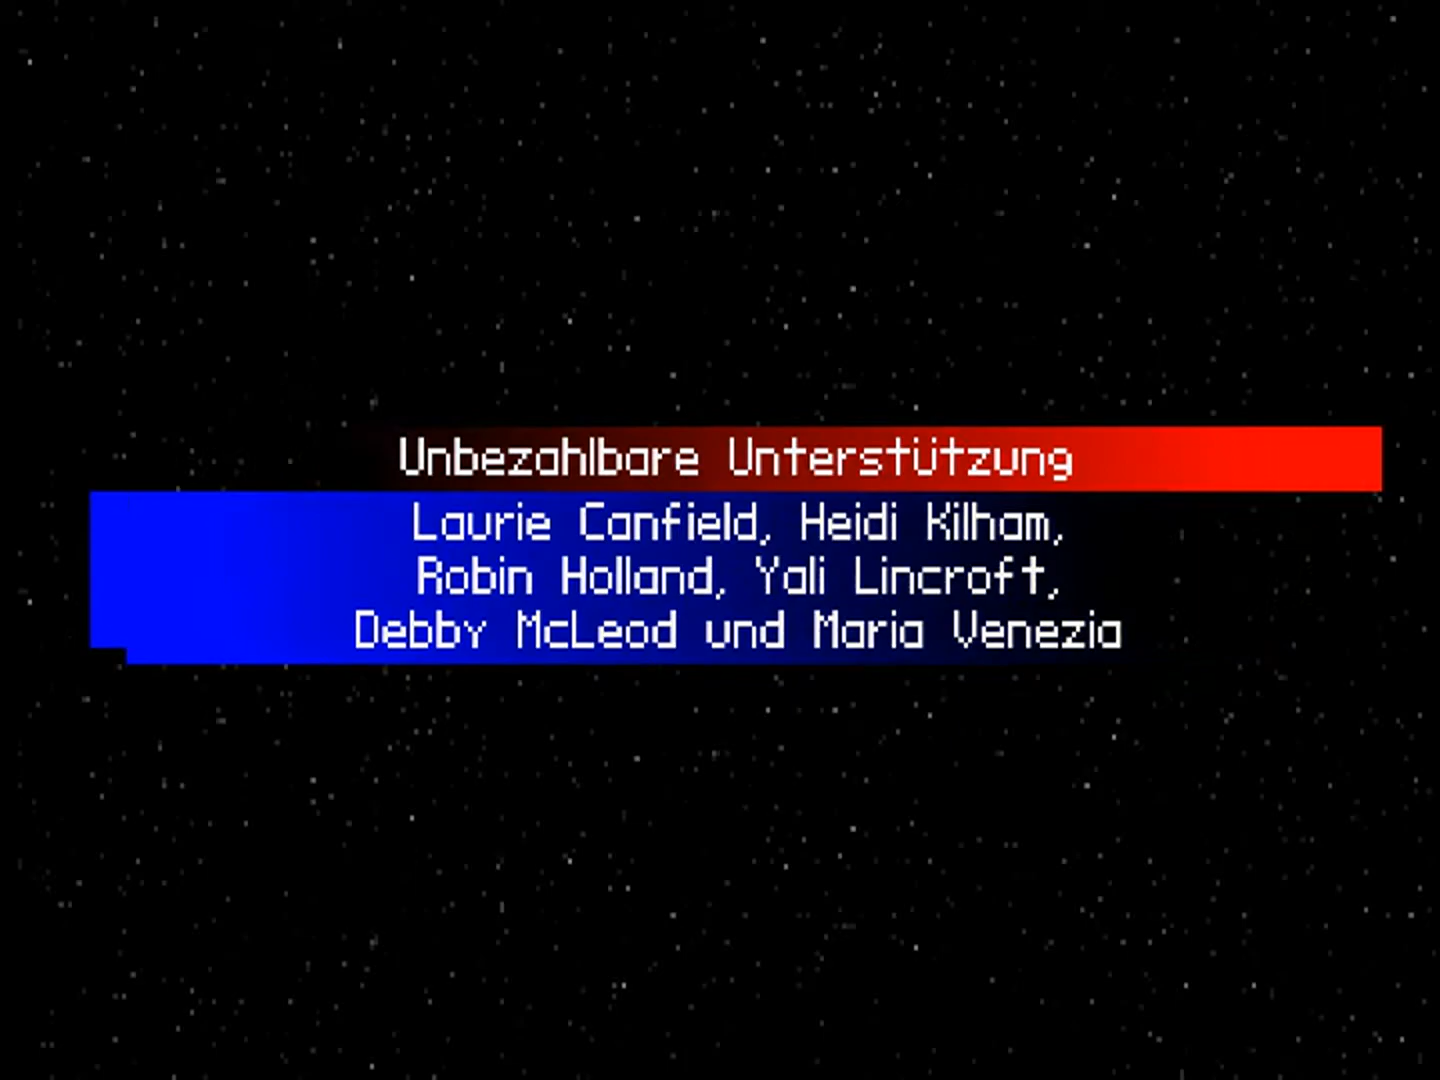 Unbezahlbare Unterstützung
Laurie Canfield, Heidi Kilham,
Robin Holland, Yali Lincroft,
Debby McLeod und Maria Venezia